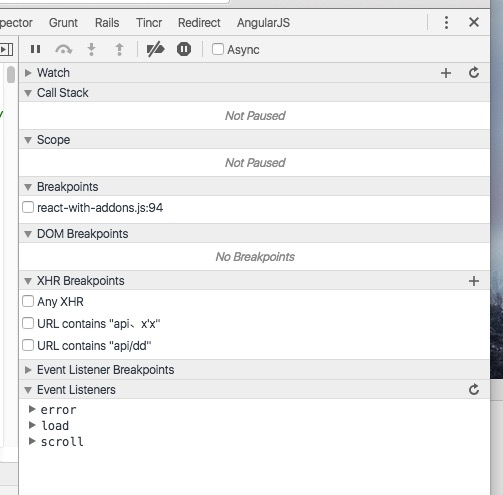 pector Grunt Rails Tincr Redirect AngularJS
Async
Watch
Call Stack
Not Paused
Scope
Not Paused
Breakpoints
react-with-addons.js:94
DOM Breakpoints
No Breakpoints
XHR Breakpoints
Any XHR
URL contains "api、x'x"
URL contains "api/dd"
Event Listener Breakpoints
Event Listeners
error
load
scroll